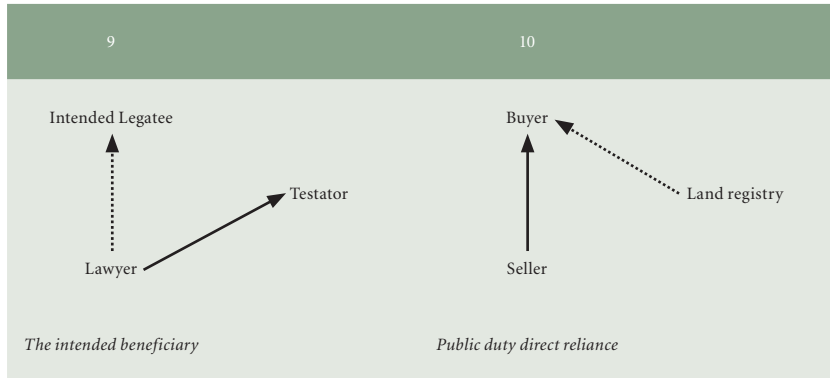 9
10
Intended Legatee
Testator
Lawyer
The intended beneficiary
Buyer
Land registry
Seller
Public duty direct reliance